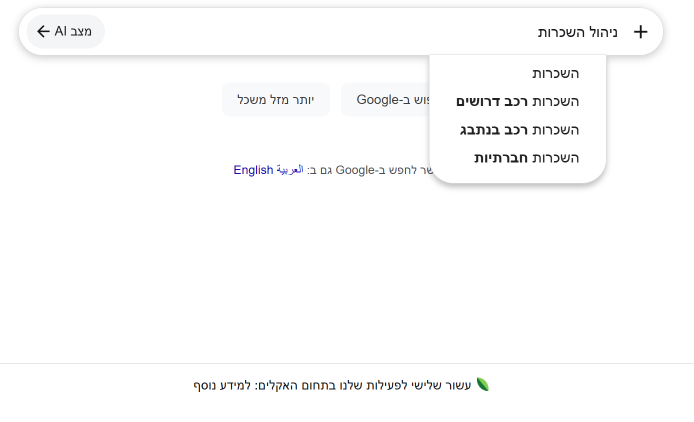 ניהול השכרות
מצב AI
השכרות
השכרות רכב דרושים
השכרות רכב בנתבג
השכרות חברתיות
ב-Google
יותר מזל משכל
לחפש ב-Google גם ב: العربية English
עשור שלישי לפעילות שלנו בתחום האקלים: למידע נוסף